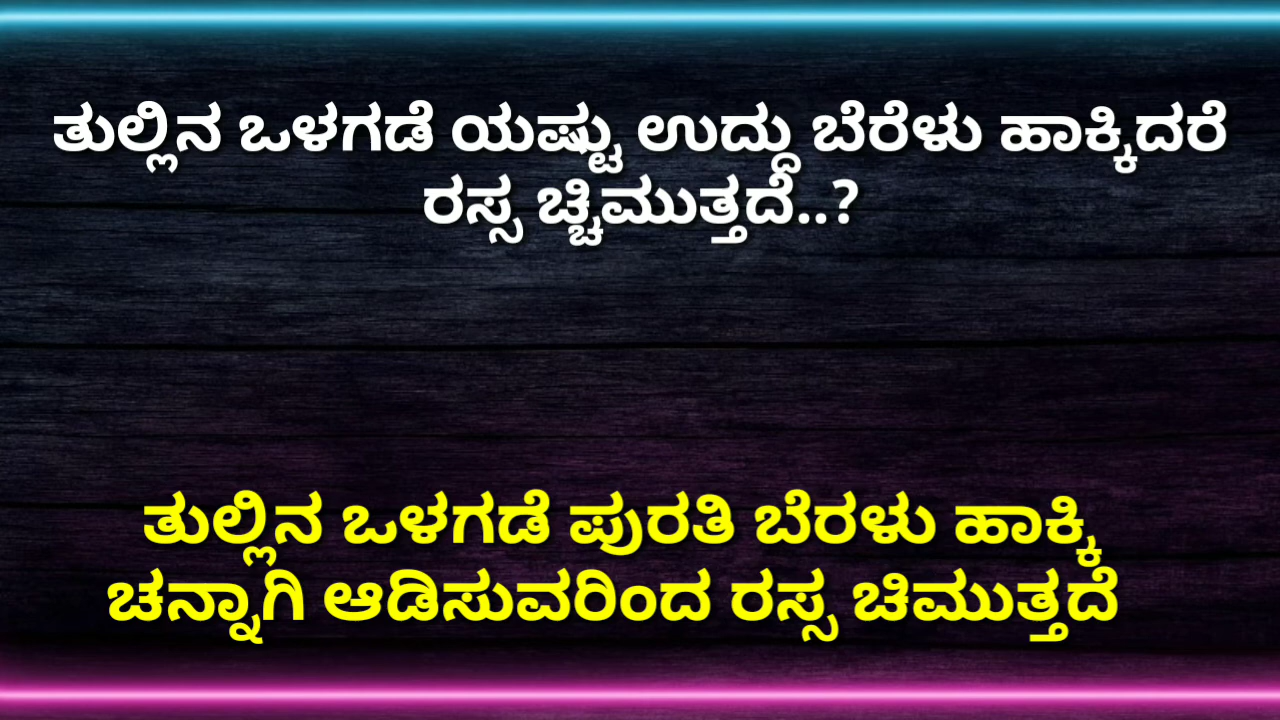 ತುಲ್ಲಿನ ಒಳಗಡೆ ಯಷ್ಟು ಉದ್ದು ಬೆರೆಳು ಹಾಕ್ಕಿದರೆ
ರಸ್ಸ ಚ್ಚಿಮುತ್ತದೆ..?
ತುಲ್ಲಿನ ಒಳಗಡೆ ಪುರತಿ ಬೆರಳು ಹಾಕ್ಕಿ
ಚನ್ನಾಗಿ ಆಡಿಸುವರಿಂದ ರಸ್ಸ ಚಿಮುತ್ತದೆ